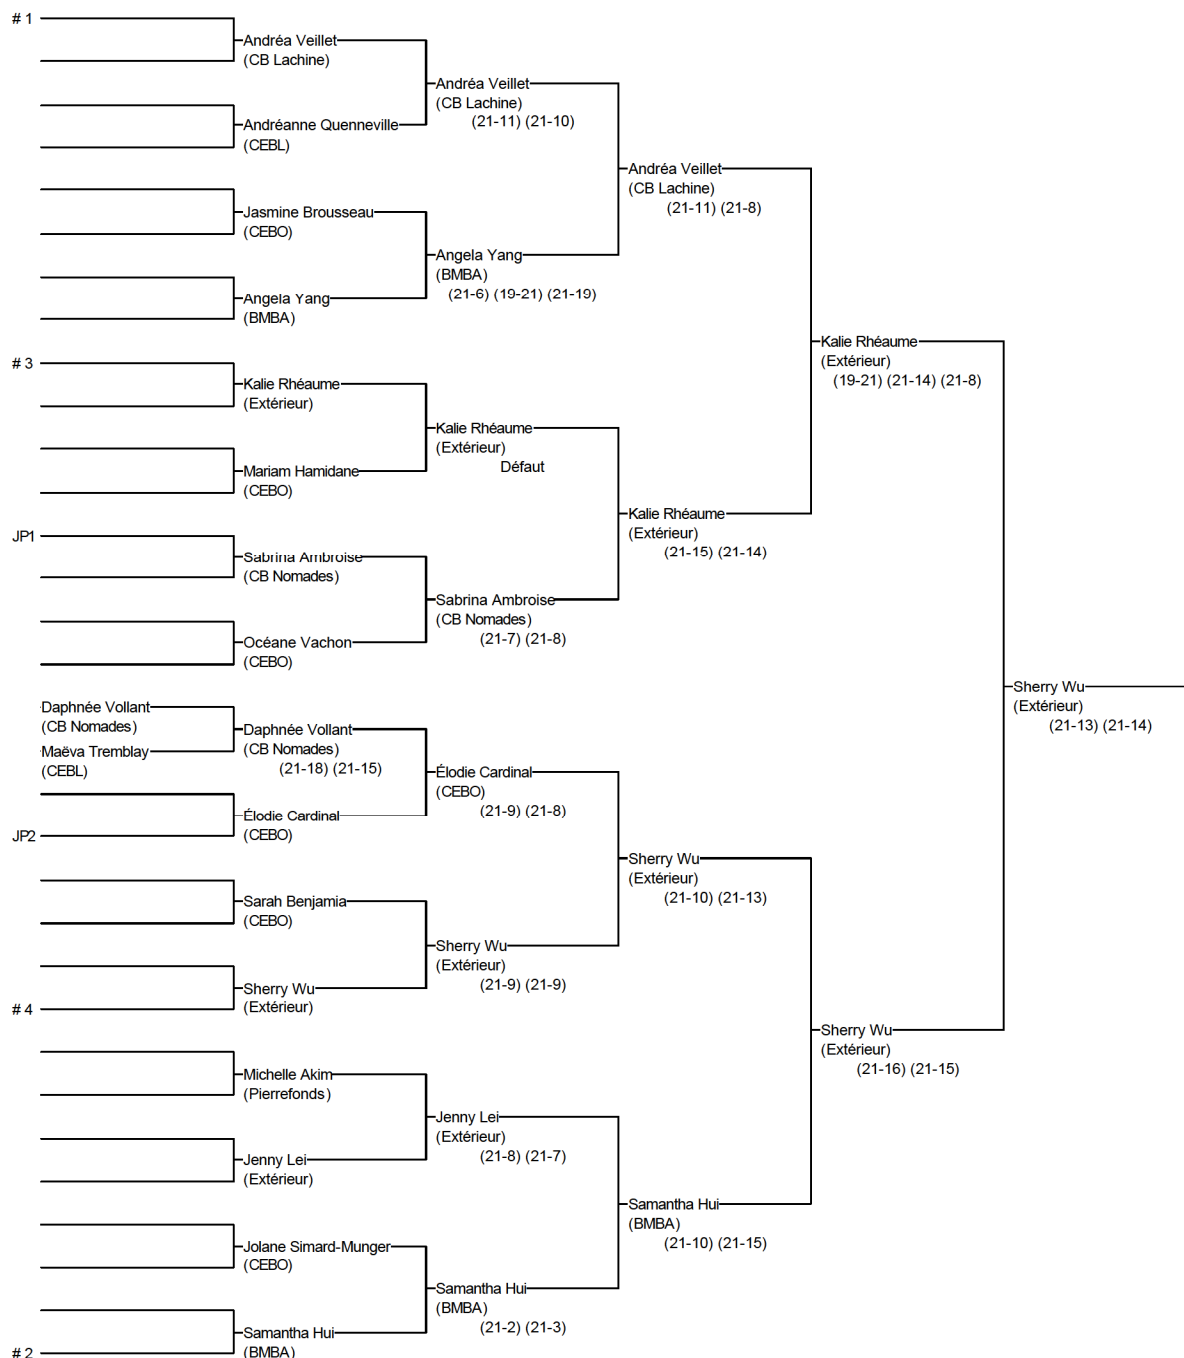 # 1
Andréa Veillet
(CB Lachine)
Andréa Veillet
(CB Lachine)
(21-11) (21-10)
Andréanne Quenneville
(CEBL)
Andréa Veillet
(CB Lachine)
(21-11) (21-8)
Jasmine Brousseau
(CEBO)
Angela Yang
(BMBA)
(21-6) (19-21) (21-19)
Angela Yang
(BMBA)
Kalie Rhéaume
(Extérieur)
(19-21) (21-14) (21-8)
# 3
Kalie Rhéaume
(Extérieur)
Kalie Rhéaume
(Extérieur)
Défaut
Mariam Hamidane
(CEBO)
Kalie Rhéaume
(Extérieur)
(21-15) (21-14)
JP1
Sabrina Ambroise
(CB Nomades)
Sabrina Ambroise
(CB Nomades)
(21-7) (21-8)
Océane Vachon
(CEBO)
Sherry Wu
(Extérieur)
(21-13) (21-14)
Daphnée Vollant
(CB Nomades)
Daphnée Vollant
(CB Nomades)
(21-18) (21-15)
Maëva Tremblay
(CEBL)
Élodie Cardinal
(CEBO)
(21-9) (21-8)
Élodie Cardinal
(CEBO)
JP2
Sherry Wu
(Extérieur)
(21-10) (21-13)
Sarah Benjamia
(CEBO)
Sherry Wu
(Extérieur)
(21-9) (21-9)
Sherry Wu
(Extérieur)
# 4
Sherry Wu
(Extérieur)
(21-16) (21-15)
Michelle Akim
(Pierrefonds)
Jenny Lei
(Extérieur)
(21-8) (21-7)
Jenny Lei
(Extérieur)
Samantha Hui
(BMBA)
(21-10) (21-15)
Jolane Simard-Munger
(CEBO)
Samantha Hui
(BMBA)
(21-2) (21-3)
Samantha Hui
(BMBA)
# 2